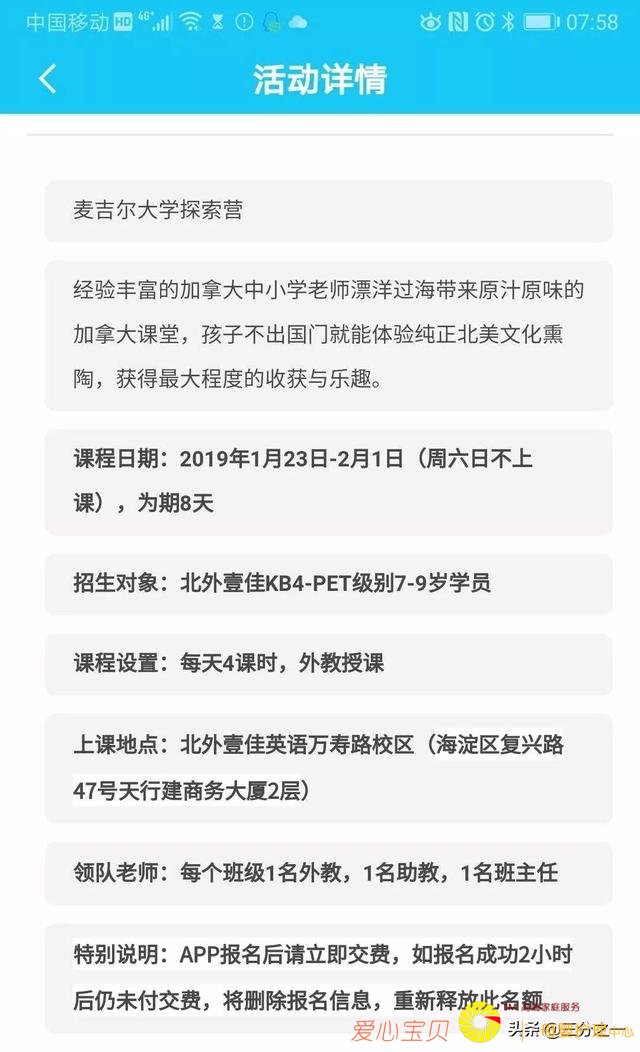 中国移动 HD 4G+ 07:58
活动详情
麦吉尔大学探索营
经验丰富的加拿大中小学老师漂洋过海带来原汁原味的
加拿大课堂，孩子不出国门就能体验纯正北美文化熏
陶，获得最大程度的收获与乐趣。
课程日期：2019年1月23日-2月1日（周六日不上
课），为期8天
招生对象：北外壹佳KB4-PET级别7-9岁学员
课程设置：每天4课时，外教授课
上课地点：北外壹佳英语万寿路校区（海淀区复兴路
47号天行建商务大厦2层）
领队老师：每个班级1名外教，1名助教，1名班主任
特别说明：APP报名后请立即交费，如报名成功2小时
后仍未付交费，将删除报名信息，重新释放此名额
家庭服务
爱心宝贝
头条